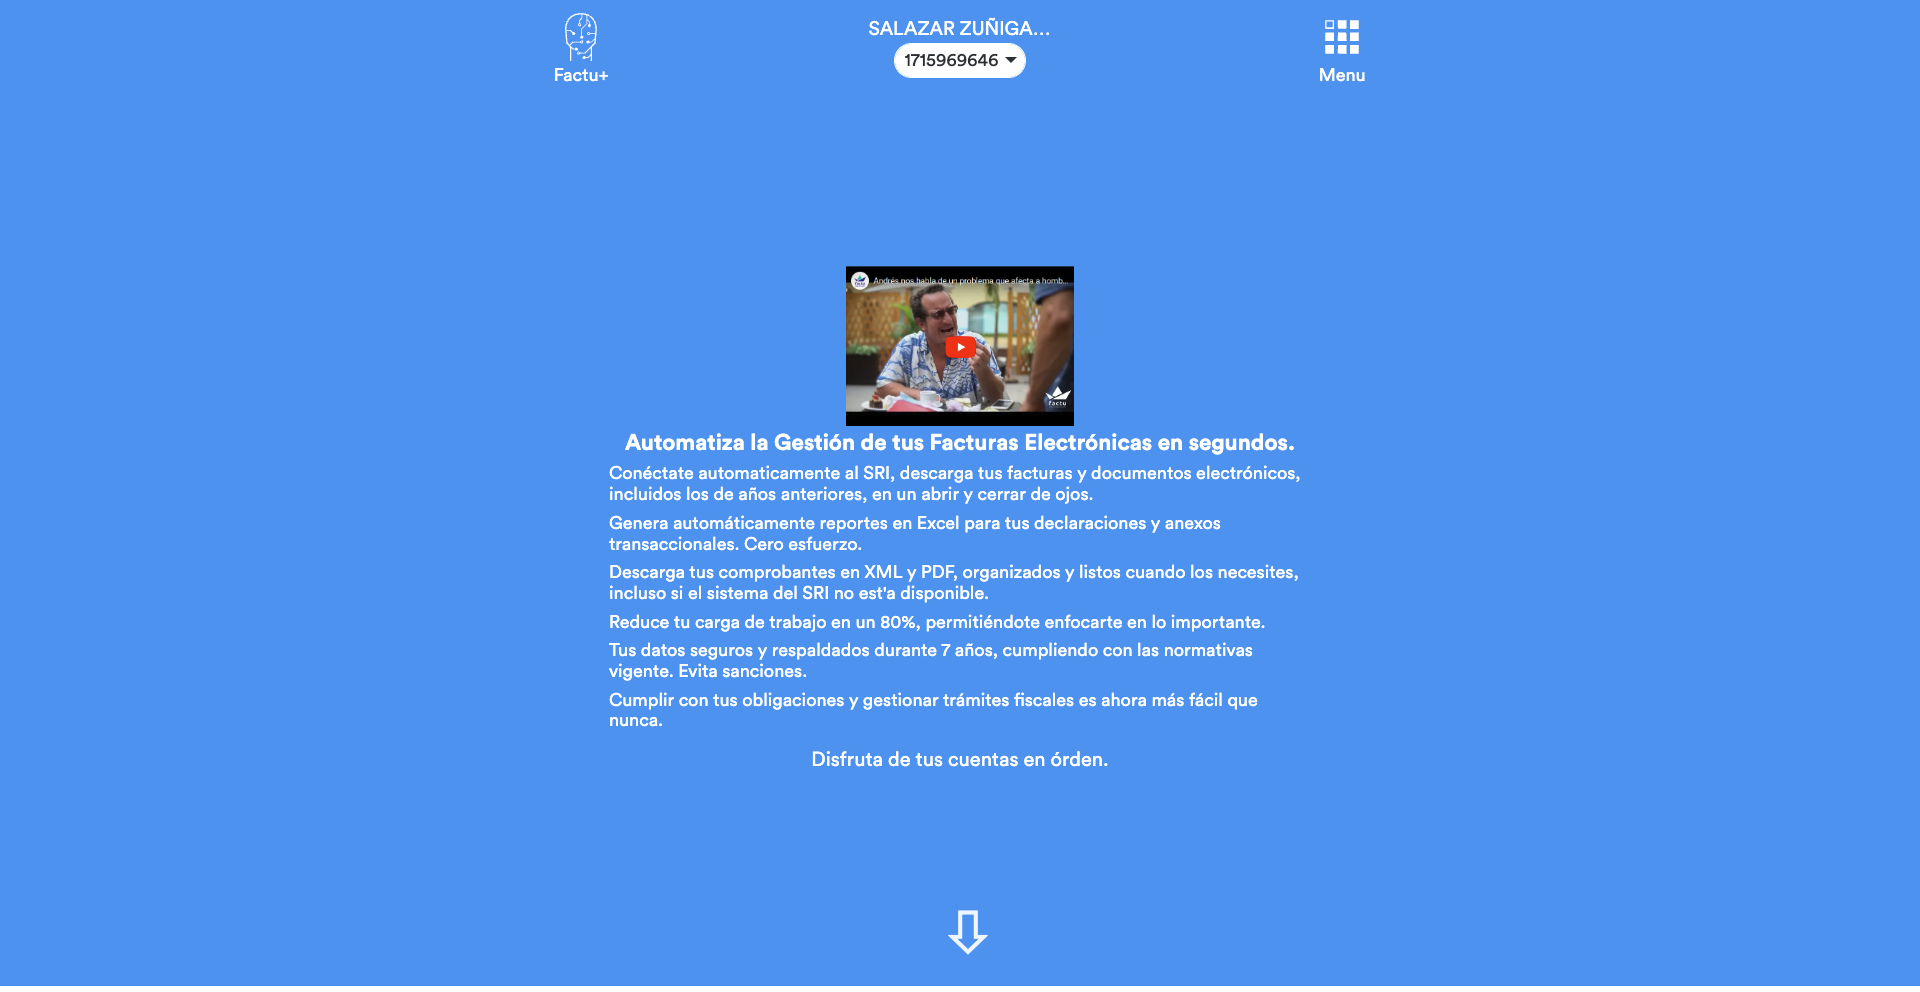 Factu+
SALAZAR ZUÑIGA...
1715969646
Menu
Andrés nos habla de un problema que afecta a homb...
factu
Automatiza la Gestión de tus Facturas Electrónicas en segundos.
Conéctate automaticamente al SRI, descarga tus facturas y documentos electrónicos,
incluidos los de años anteriores, en un abrir y cerrar de ojos.
Genera automáticamente reportes en Excel para tus declaraciones y anexos
transaccionales. Cero esfuerzo.
Descarga tus comprobantes en XML y PDF, organizados y listos cuando los necesites,
incluso si el sistema del SRI no est'a disponible.
Reduce tu carga de trabajo en un 80%, permitiéndote enfocarte en lo importante.
Tus datos seguros y respaldados durante 7 años, cumpliendo con las normativas
vigente. Evita sanciones.
Cumplir con tus obligaciones y gestionar trámites fiscales es ahora más fácil que
nunca.
Disfruta de tus cuentas en órden.